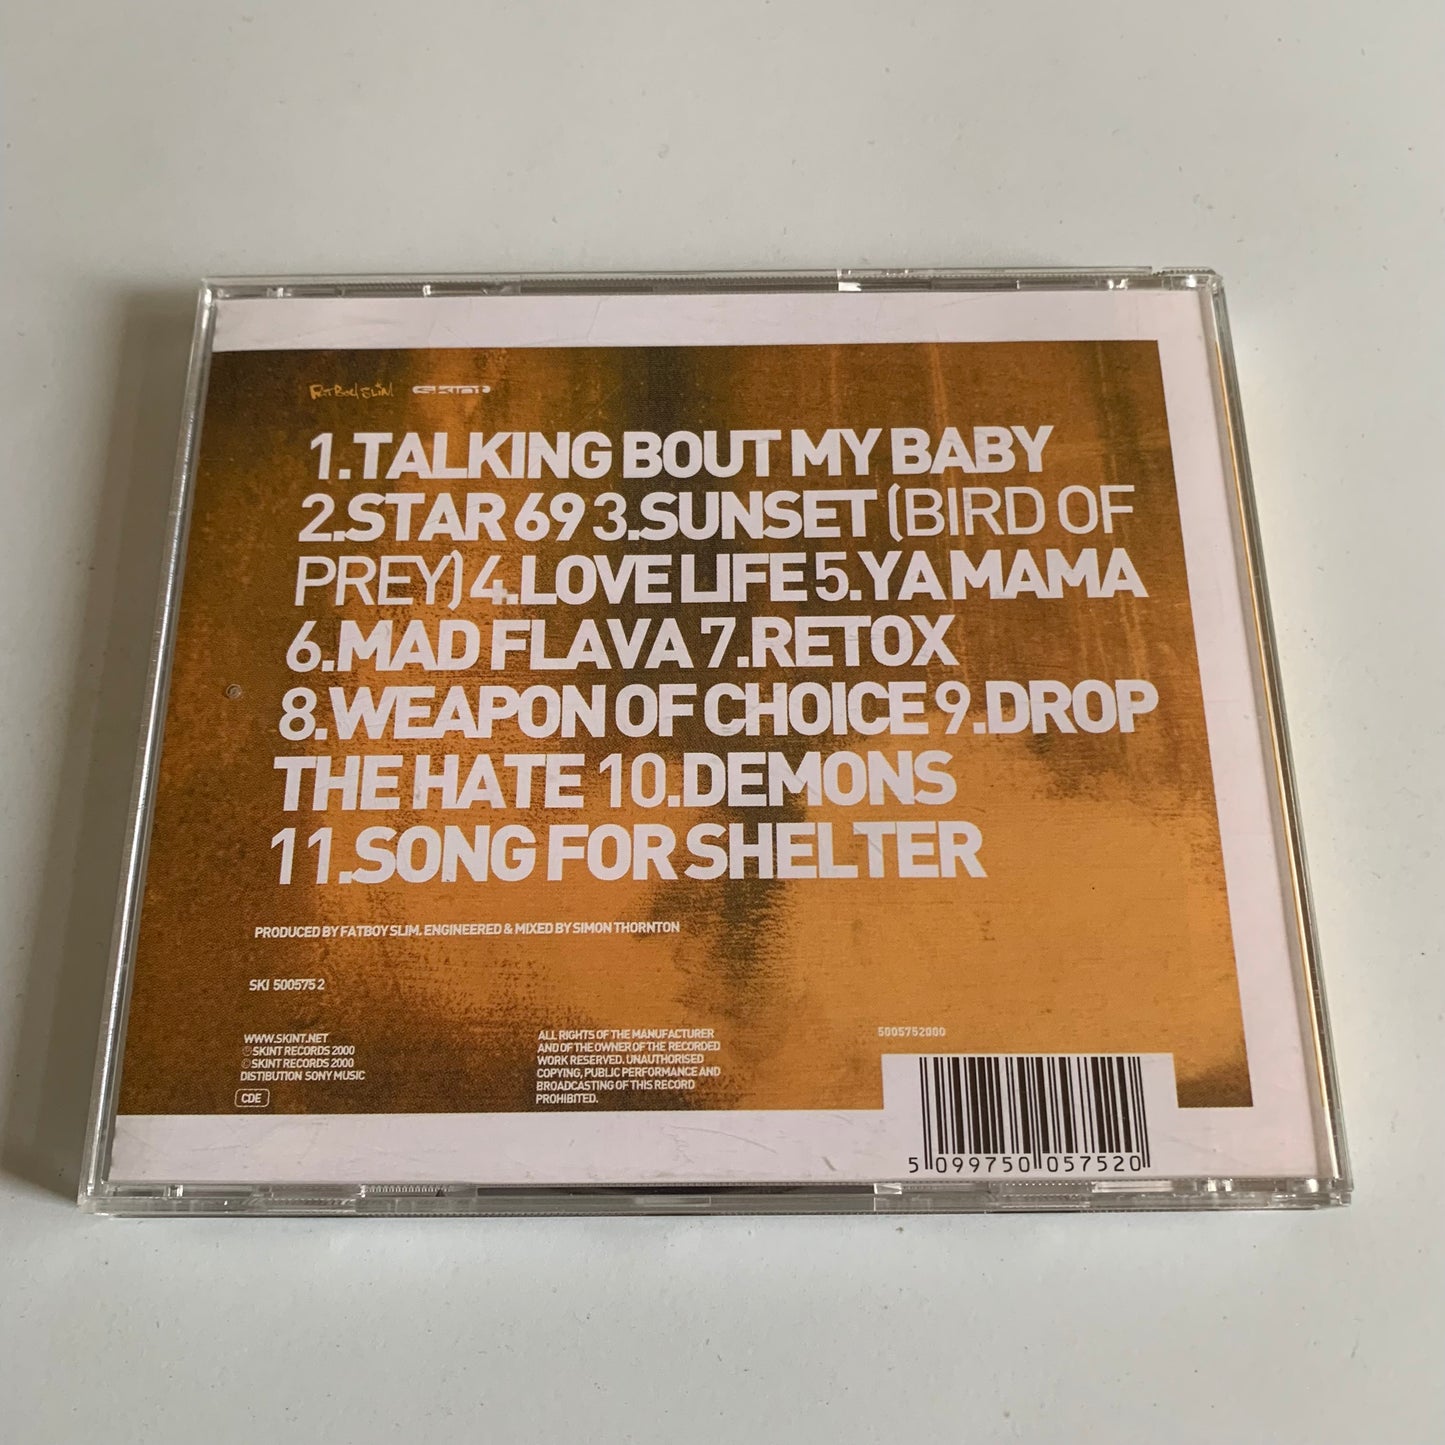 FATBOY SLIM SKINT
1.TALKING BOUT MY BABY
2.STAR 69 3.SUNSET (BIRD OF
PREY) 4.LOVE LIFE 5.YA MAMA
6.MAD FLAVA 7.RETOX
8.WEAPON OF CHOICE 9.DROP
THE HATE 10.DEMONS
11.SONG FOR SHELTER
PRODUCED BY FATBOY SLIM. ENGINEERED & MIXED BY SIMON THORNTON
SKI 500575 2
WWW.SKINT.NET
Ⓟ SKINT RECORDS 2000
© SKINT RECORDS 2000
DISTIBUTION SONY MUSIC
CDE
ALL RIGHTS OF THE MANUFACTURER
AND OF THE OWNER OF THE RECORDED
WORK RESERVED. UNAUTHORISED
COPYING, PUBLIC PERFORMANCE AND
BROADCASTING OF THIS RECORD
PROHIBITED.
5005752000
5 099750 057520